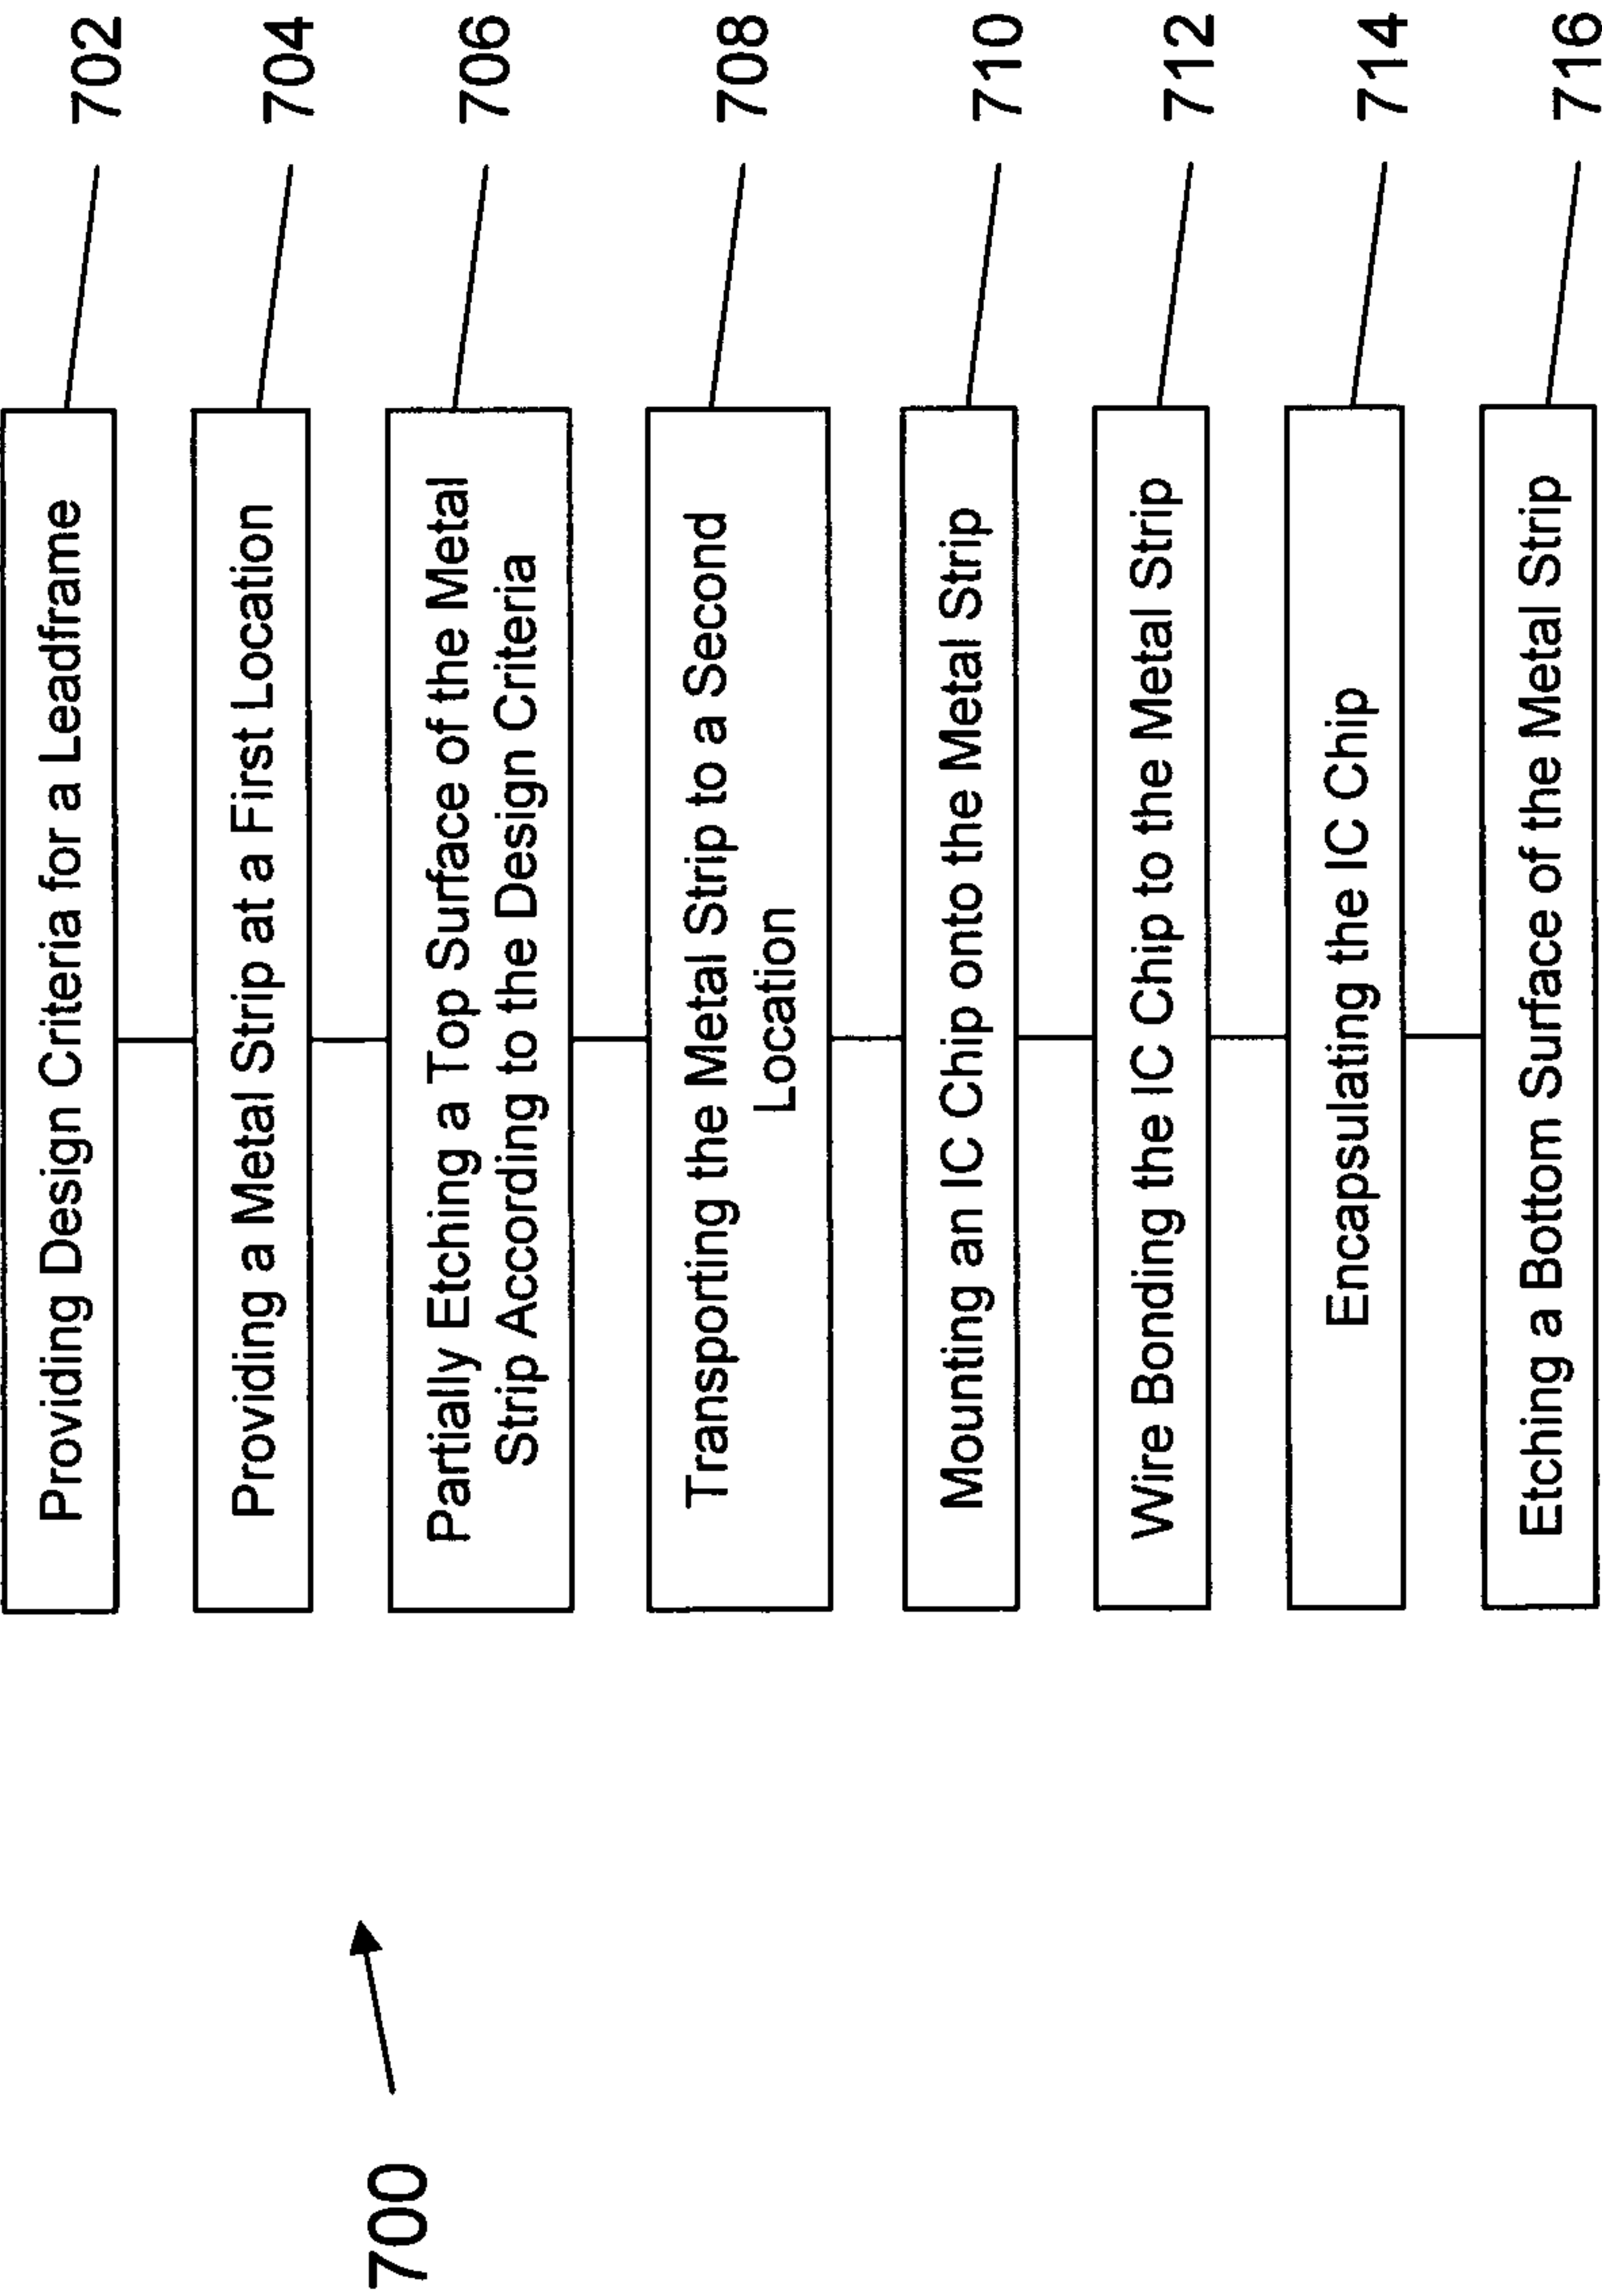 700
Providing Design Criteria for a Leadframe
702
Providing a Metal Strip at a First Location
704
Partially Etching a Top Surface of the Metal
Strip According to the Design Criteria
706
Transporting the Metal Strip to a Second
Location
708
Mounting an IC Chip onto the Metal Strip
710
Wire Bonding the IC Chip to the Metal Strip
712
Encapsulating the IC Chip
714
Etching a Bottom Surface of the Metal Strip
716